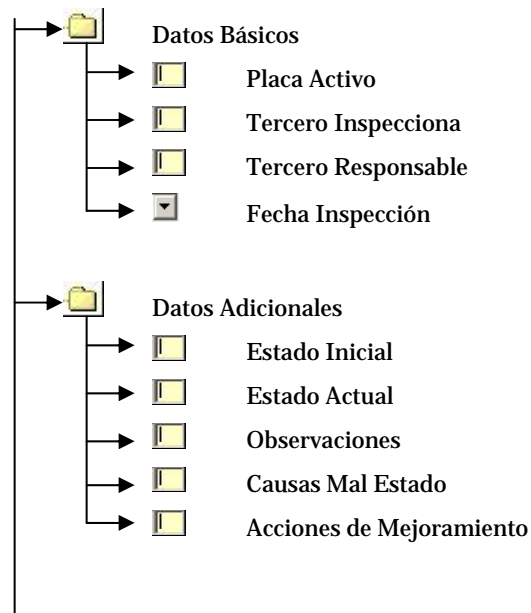 Datos Básicos
Placa Activo
Tercero Inspecciona
Tercero Responsable
Fecha Inspección
Datos Adicionales
Estado Inicial
Estado Actual
Observaciones
Causas Mal Estado
Acciones de Mejoramiento